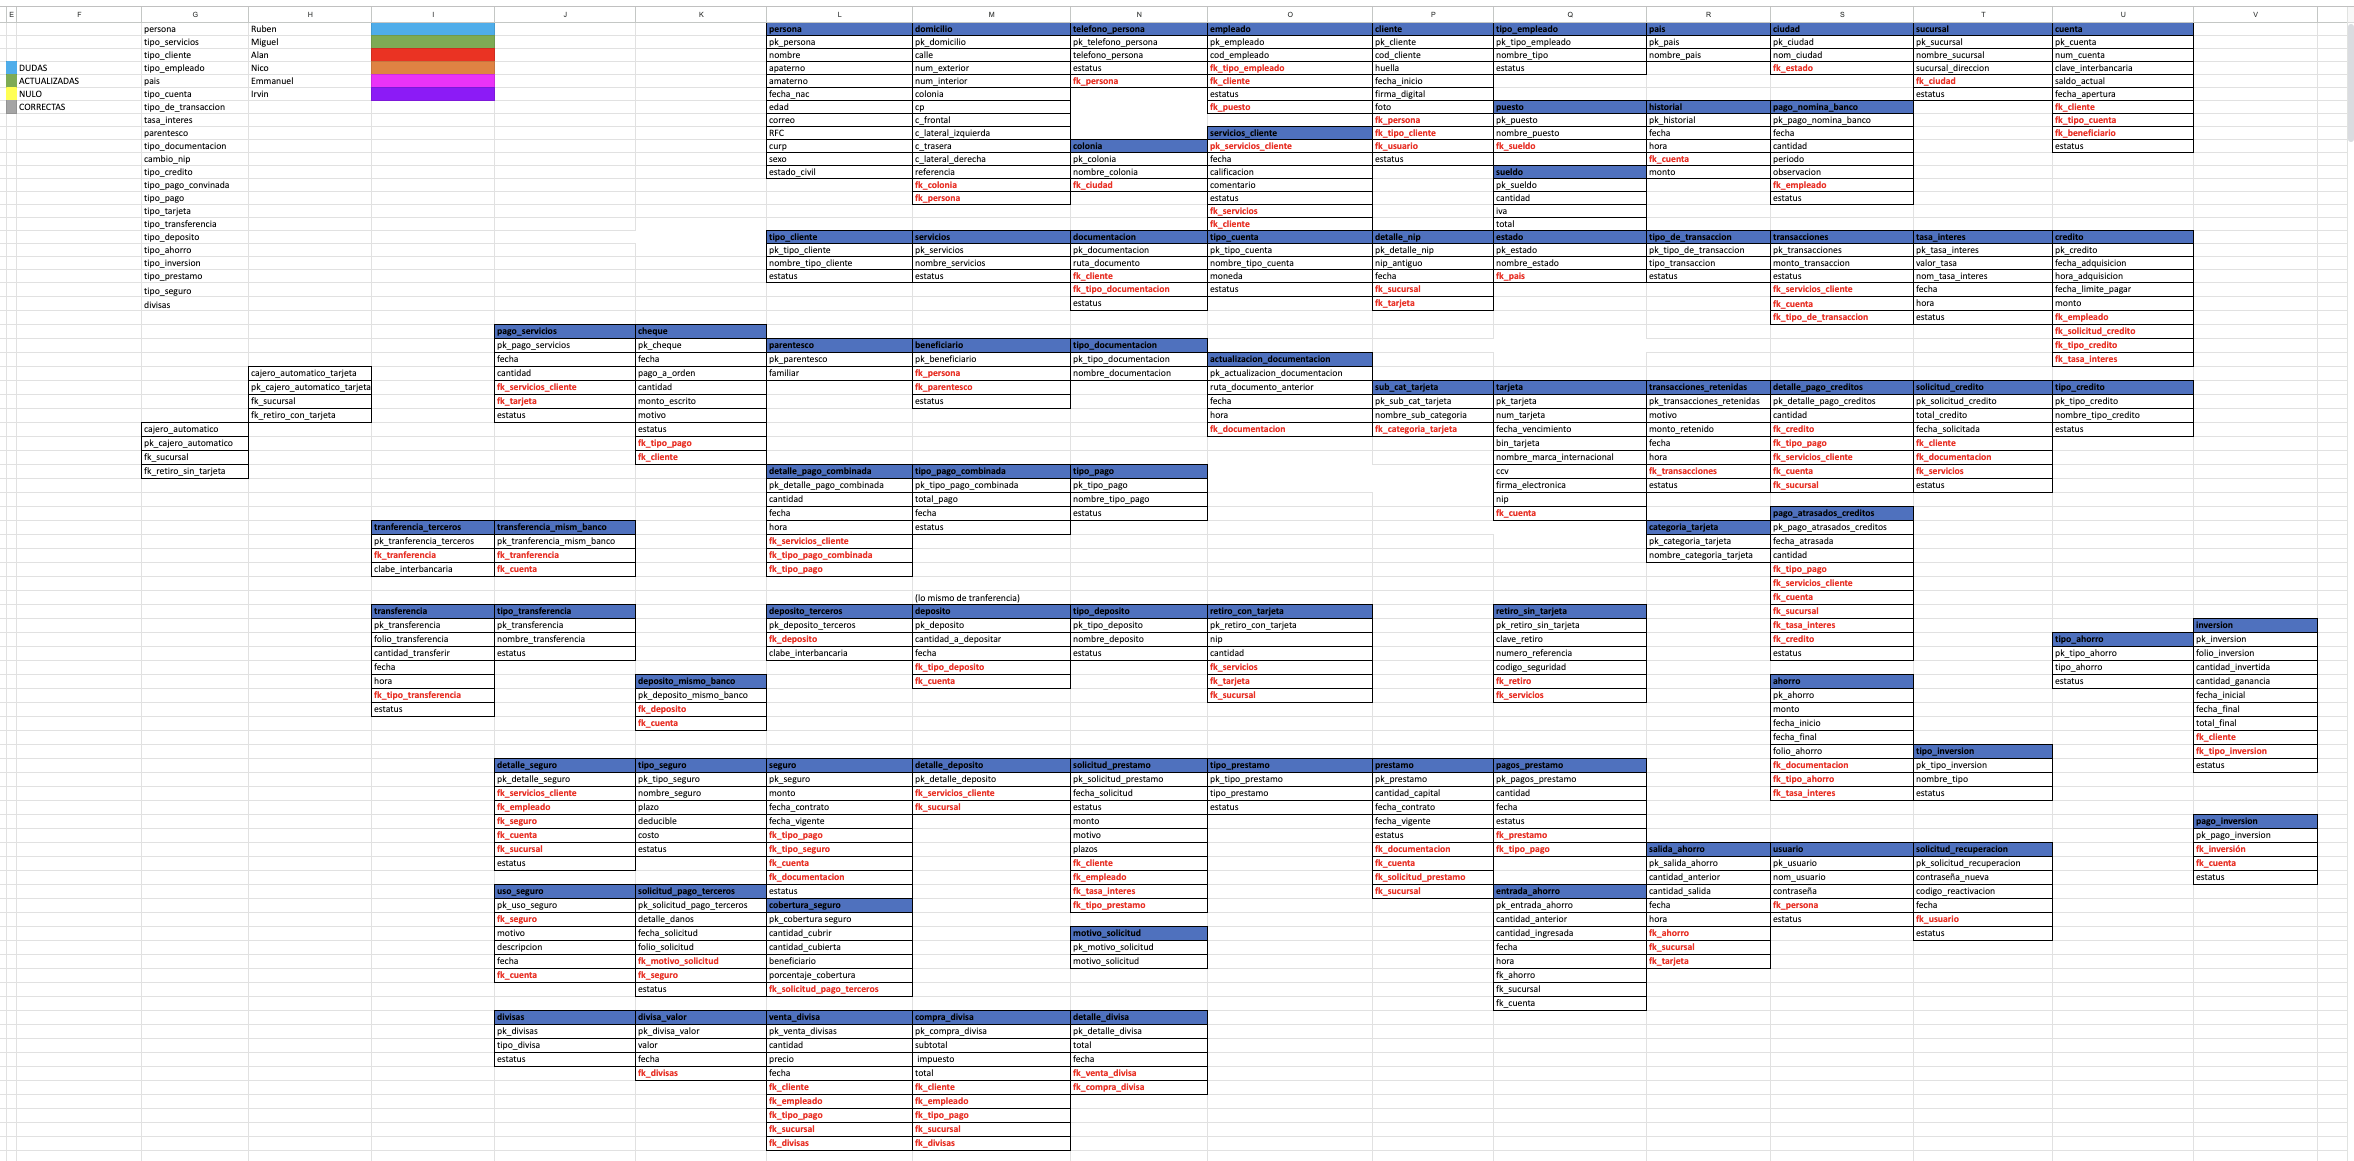 E F G H I J K L M N O P Q R S T U V
persona Ruben persona domicilio telefono_persona empleado cliente tipo_empleado pais ciudad sucursal cuenta
tipo_servicios Miguel pk_persona pk_domicilio pk_telefono_persona pk_empleado pk_cliente pk_tipo_empleado pk_pais pk_ciudad pk_sucursal pk_cuenta
tipo_cliente Alan nombre calle telefono_persona cod_empleado cod_cliente nombre_tipo nombre_pais nom_ciudad nombre_sucursal num_cuenta
DUDAS tipo_empleado Nico apaterno num_exterior estatus fk_tipo_empleado huella estatus fk_estado sucursal_direccion clave_interbancaria
ACTUALIZADAS pais Emmanuel amaterno num_interior fk_persona fk_cliente fecha_inicio fk_ciudad saldo_actual
NULO tipo_cuenta Irvin fecha_nac colonia estatus firma_digital estatus fecha_apertura
CORRECTAS tipo_de_transaccion edad cp fk_puesto foto puesto historial pago_nomina_banco fk_cliente
tasa_interes correo c_frontal fk_persona pk_puesto pk_historial pk_pago_nomina_banco fk_tipo_cuenta
parentesco RFC c_lateral_izquierda servicios_cliente fk_tipo_cliente nombre_puesto fecha fecha fk_beneficiario
tipo_documentacion curp c_trasera colonia pk_servicios_cliente fk_usuario fk_sueldo hora cantidad estatus
cambio_nip sexo c_lateral_derecha pk_colonia fecha estatus fk_cuenta periodo
tipo_credito estado_civil referencia nombre_colonia calificacion sueldo monto observacion
tipo_pago_convinada fk_colonia fk_ciudad comentario pk_sueldo fk_empleado
tipo_pago fk_persona estatus cantidad estatus
tipo_tarjeta fk_servicios iva
tipo_transferencia fk_cliente total
tipo_deposito tipo_cliente servicios documentacion tipo_cuenta detalle_nip estado tipo_de_transaccion transacciones tasa_interes credito
tipo_ahorro pk_tipo_cliente pk_servicios pk_documentacion pk_tipo_cuenta pk_detalle_nip pk_estado pk_tipo_de_transaccion pk_transacciones pk_tasa_interes pk_credito
tipo_inversion nombre_tipo_cliente nombre_servicios ruta_documento nombre_tipo_cuenta nip_antiguo nombre_estado tipo_transaccion monto_transaccion valor_tasa fecha_adquisicion
tipo_prestamo estatus estatus fk_cliente moneda fecha fk_pais estatus estatus nom_tasa_interes hora_adquisicion
tipo_seguro fk_tipo_documentacion estatus fk_sucursal fk_servicios_cliente fecha fecha_limite_pagar
divisas estatus fk_tarjeta fk_cuenta hora monto
fk_tipo_de_transaccion estatus fk_empleado
pago_servicios cheque fk_solicitud_credito
pk_pago_servicios pk_cheque parentesco beneficiario tipo_documentacion fk_tipo_credito
fecha fecha pk_parentesco pk_beneficiario pk_tipo_documentacion actualizacion_documentacion fk_tasa_interes
cajero_automatico_tarjeta cantidad pago_a_orden familiar fk_persona nombre_documentacion pk_actualizacion_documentacion
pk_cajero_automatico_tarjeta fk_servicios_cliente cantidad fk_parentesco ruta_documento_anterior sub_cat_tarjeta tarjeta transacciones_retenidas detalle_pago_creditos solicitud_credito tipo_credito
fk_sucursal fk_tarjeta monto_escrito estatus fecha pk_sub_cat_tarjeta pk_tarjeta pk_transacciones_retenidas pk_detalle_pago_creditos pk_solicitud_credito pk_tipo_credito
fk_retiro_con_tarjeta estatus motivo hora nombre_sub_categoria num_tarjeta motivo cantidad total_credito nombre_tipo_credito
cajero_automatico estatus fk_documentacion fk_categoria_tarjeta fecha_vencimiento monto_retenido fk_credito fecha_solicitada estatus
pk_cajero_automatico fk_tipo_pago bin_tarjeta fecha fk_tipo_pago fk_cliente
fk_sucursal fk_cliente nombre_marca_internacional hora fk_servicios_cliente fk_documentacion
fk_retiro_sin_tarjeta detalle_pago_combinada tipo_pago_combinada tipo_pago ccv fk_transacciones fk_cuenta fk_servicios
pk_detalle_pago_combinada pk_tipo_pago_combinada pk_tipo_pago firma_electronica estatus fk_sucursal estatus
cantidad total_pago nombre_tipo_pago nip
fecha fecha estatus fk_cuenta pago_atrasados_creditos
tranferencia_terceros transferencia_mism_banco hora estatus categoria_tarjeta pk_pago_atrasados_creditos
pk_tranferencia_terceros pk_tranferencia_mism_banco fk_servicios_cliente pk_categoria_tarjeta fecha_atrasada
fk_tranferencia fk_tranferencia fk_tipo_pago_combinada nombre_categoria_tarjeta cantidad
clabe_interbancaria fk_cuenta fk_tipo_pago fk_tipo_pago
fk_servicios_cliente
(lo mismo de tranferencia) fk_cuenta
transferencia tipo_transferencia deposito_terceros deposito tipo_deposito retiro_con_tarjeta retiro_sin_tarjeta fk_sucursal
pk_transferencia pk_transferencia pk_deposito_terceros pk_deposito pk_tipo_deposito pk_retiro_con_tarjeta pk_retiro_sin_tarjeta fk_tasa_interes inversion
folio_transferencia nombre_transferencia fk_deposito cantidad_a_depositar nombre_deposito nip clave_retiro fk_credito tipo_ahorro pk_inversion
cantidad_transferir estatus clabe_interbancaria fecha estatus cantidad numero_referencia estatus pk_tipo_ahorro folio_inversion
fecha fk_tipo_deposito fk_servicios codigo_seguridad tipo_ahorro cantidad_invertida
hora deposito_mismo_banco fk_cuenta fk_tarjeta fk_retiro ahorro estatus cantidad_ganancia
fk_tipo_transferencia pk_deposito_mismo_banco fk_sucursal fk_servicios pk_ahorro fecha_inicial
estatus fk_deposito monto fecha_final
fk_cuenta fecha_inicio total_final
fecha_final fk_cliente
folio_ahorro tipo_inversion fk_tipo_inversion
detalle_seguro tipo_seguro seguro detalle_deposito solicitud_prestamo tipo_prestamo prestamo pagos_prestamo fk_documentacion pk_tipo_inversion estatus
pk_detalle_seguro pk_tipo_seguro pk_seguro pk_detalle_deposito pk_solicitud_prestamo pk_tipo_prestamo pk_prestamo pk_pagos_prestamo fk_tipo_ahorro nombre_tipo
fk_servicios_cliente nombre_seguro monto fk_servicios_cliente fecha_solicitud tipo_prestamo cantidad_capital cantidad fk_tasa_interes estatus
fk_empleado plazo fecha_contrato fk_sucursal estatus estatus fecha_contrato fecha
fk_seguro deducible fecha_vigente monto fecha_vigente estatus pago_inversion
fk_cuenta costo fk_tipo_pago motivo estatus fk_prestamo pk_pago_inversion
fk_sucursal estatus fk_tipo_seguro plazos fk_documentacion fk_tipo_pago salida_ahorro usuario solicitud_recuperacion fk_inversión
estatus fk_cuenta fk_cliente fk_cuenta pk_salida_ahorro pk_usuario pk_solicitud_recuperacion fk_cuenta
fk_documentacion fk_empleado fk_solicitud_prestamo cantidad_anterior nom_usuario contraseña_nueva estatus
uso_seguro solicitud_pago_terceros estatus fk_tasa_interes fk_sucursal entrada_ahorro cantidad_salida contraseña codigo_reactivacion
pk_uso_seguro pk_solicitud_pago_terceros cobertura_seguro fk_tipo_prestamo pk_entrada_ahorro fecha fk_persona fecha
fk_seguro detalle_danos pk_cobertura seguro cantidad_anterior hora estatus fk_usuario
motivo fecha_solicitud cantidad_cubrir motivo_solicitud cantidad_ingresada fk_ahorro estatus
descripcion folio_solicitud cantidad_cubierta pk_motivo_solicitud fecha fk_sucursal
fecha fk_motivo_solicitud beneficiario motivo_solicitud hora fk_tarjeta
fk_cuenta fk_seguro porcentaje_cobertura fk_ahorro
estatus fk_solicitud_pago_terceros fk_sucursal
fk_cuenta
divisas divisa_valor venta_divisa compra_divisa detalle_divisa
pk_divisas pk_divisa_valor pk_venta_divisas pk_compra_divisa pk_detalle_divisa
tipo_divisa valor cantidad subtotal total
estatus fecha precio impuesto fecha
fk_divisas fecha total fk_venta_divisa
fk_cliente fk_cliente fk_compra_divisa
fk_empleado fk_empleado
fk_tipo_pago fk_tipo_pago
fk_sucursal fk_sucursal
fk_divisas fk_divisas